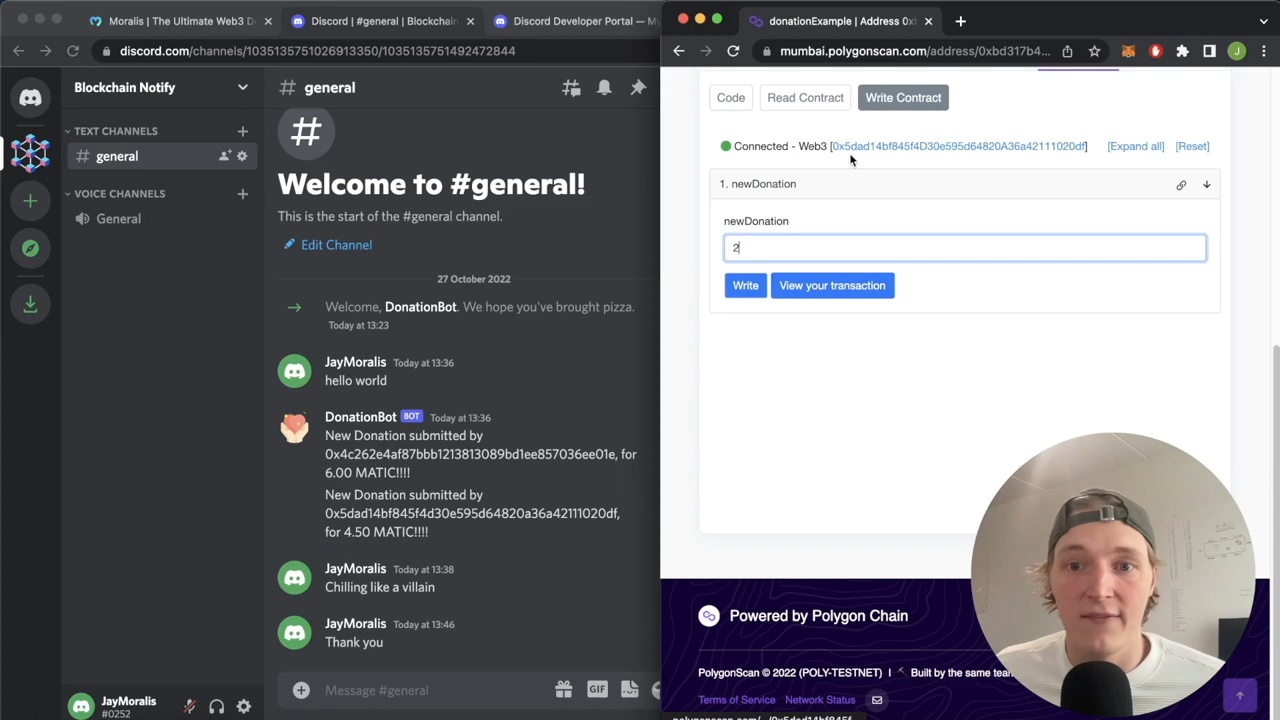 Moralis | The Ultimate Web3 D
Discord | #general | Blockchain
Discord Developer Portal — My
donationExample | Address 0x
discord.com/channels/1035135751026913350/1035135751492472844
mumbai.polygonscan.com/address/0xbd317b4...
J
Blockchain Notify
# general
TEXT CHANNELS
# general
VOICE CHANNELS
General
Welcome to #general!
This is the start of the #general channel.
Edit Channel
27 October 2022
Welcome, DonationBot. We hope you've brought pizza.
Today at 13:23
JayMoralis Today at 13:36
hello world
DonationBot BOT Today at 13:36
New Donation submitted by
0x4c262e4af87bbb1213813089bd1ee857036ee01e, for
6.00 MATIC!!!!
New Donation submitted by
0x5dad14bf845f4d30e595d64820a36a42111020df,
for 4.50 MATIC!!!!
JayMoralis Today at 13:38
Chilling like a villain
JayMoralis Today at 13:46
Thank you
Message #general
GIF
JayMoralis
#0252
Code
Read Contract
Write Contract
Connected - Web3 [0x5dad14bf845f4D30e595d64820A36a42111020df]
[Expand all] [Reset]
1. newDonation
newDonation
2
Write
View your transaction
Powered by Polygon Chain
PolygonScan © 2022 (POLY-TESTNET) | Built by the same team
Terms of Service Network Status